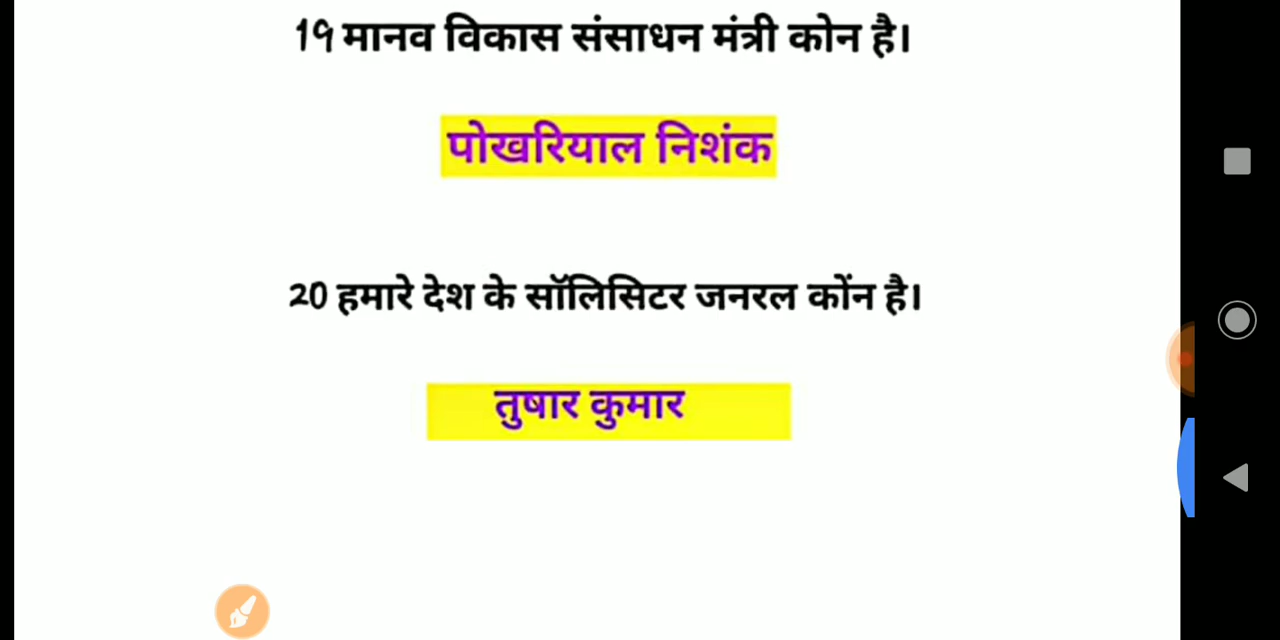 19 मानव विकास संसाधन मंत्री कोन है।
पोखरियाल निशंक
20 हमारे देश के सॉलिसिटर जनरल कोंन है।
तुषार कुमार